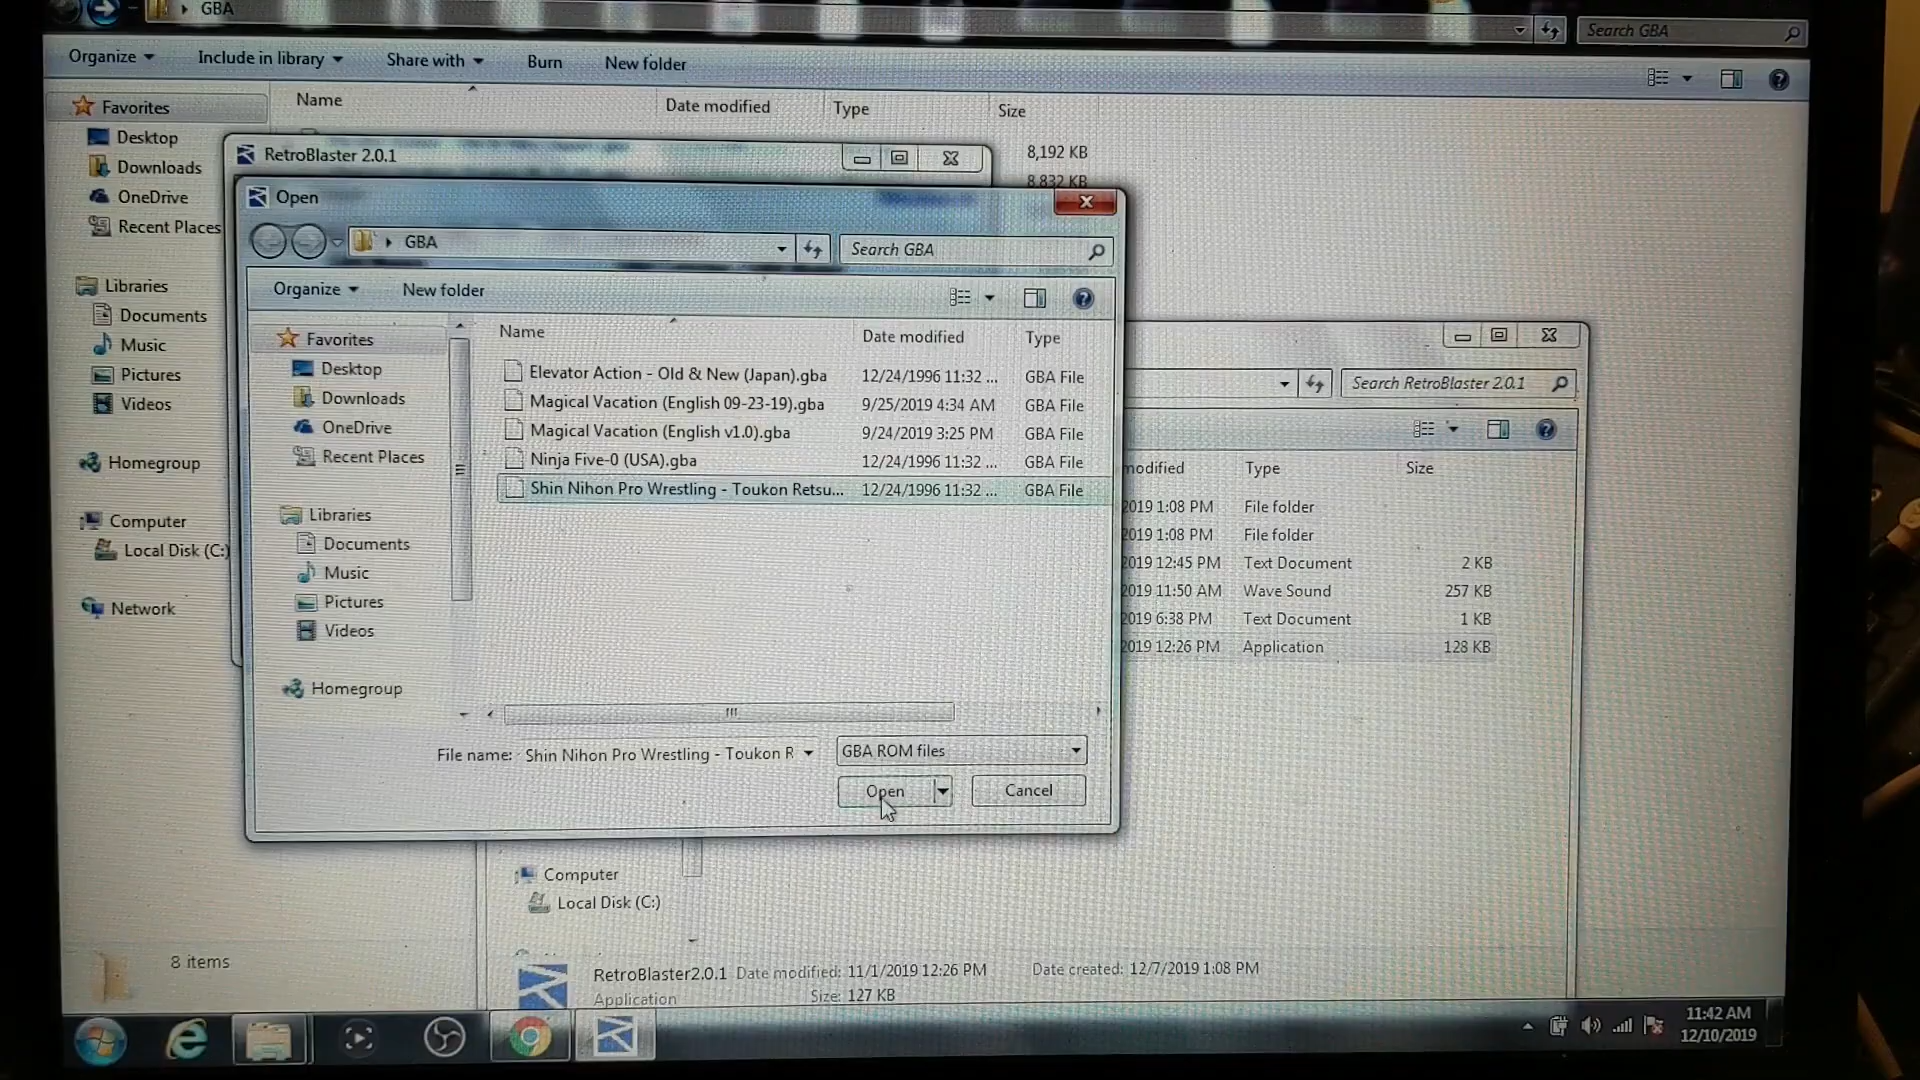 GBA
Search GBA
Organize
Include in library
Share with
Burn
New folder
Name
Date modified
Type
Size
Favorites
Desktop
Downloads
OneDrive
Recent Places
Libraries
Documents
Music
Pictures
Videos
Homegroup
Computer
Local Disk (C:)
Network
8,192 KB
8,832 KB
RetroBlaster 2.0.1
Open
GBA
Search GBA
Organize
New folder
Favorites
Desktop
Downloads
OneDrive
Recent Places
Libraries
Documents
Music
Pictures
Videos
Homegroup
Name Date modified Type
Elevator Action - Old & New (Japan).gba 12/24/1996 11:32 ... GBA File
Magical Vacation (English 09-23-19).gba 9/25/2019 4:34 AM GBA File
Magical Vacation (English v1.0).gba 9/24/2019 3:25 PM GBA File
Ninja Five-0 (USA).gba 12/24/1996 11:32 ... GBA File
Shin Nihon Pro Wrestling - Toukon Retsu... 12/24/1996 11:32 ... GBA File
File name: Shin Nihon Pro Wrestling - Toukon R
GBA ROM files
Open
Cancel
Search RetroBlaster 2.0.1
modified Type Size
2019 1:08 PM File folder
2019 1:08 PM File folder
2019 12:45 PM Text Document 2 KB
2019 11:50 AM Wave Sound 257 KB
2019 6:38 PM Text Document 1 KB
2019 12:26 PM Application 128 KB
Computer
Local Disk (C:)
RetroBlaster2.0.1 Date modified: 11/1/2019 12:26 PM Date created: 12/7/2019 1:08 PM
Application Size: 127 KB
8 items
11:42 AM
12/10/2019